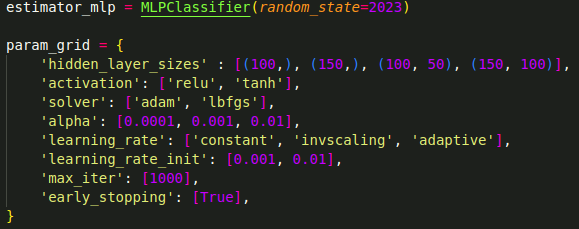 estimator_mlp = MLPClassifier(random_state=2023)
param_grid = {
'hidden_layer_sizes' : [(100,), (150,), (100, 50), (150, 100)],
'activation': ['relu', 'tanh'],
'solver': ['adam', 'lbfgs'],
'alpha': [0.0001, 0.001, 0.01],
'learning_rate': ['constant', 'invscaling', 'adaptive'],
'learning_rate_init': [0.001, 0.01],
'max_iter': [1000],
'early_stopping': [True],
}